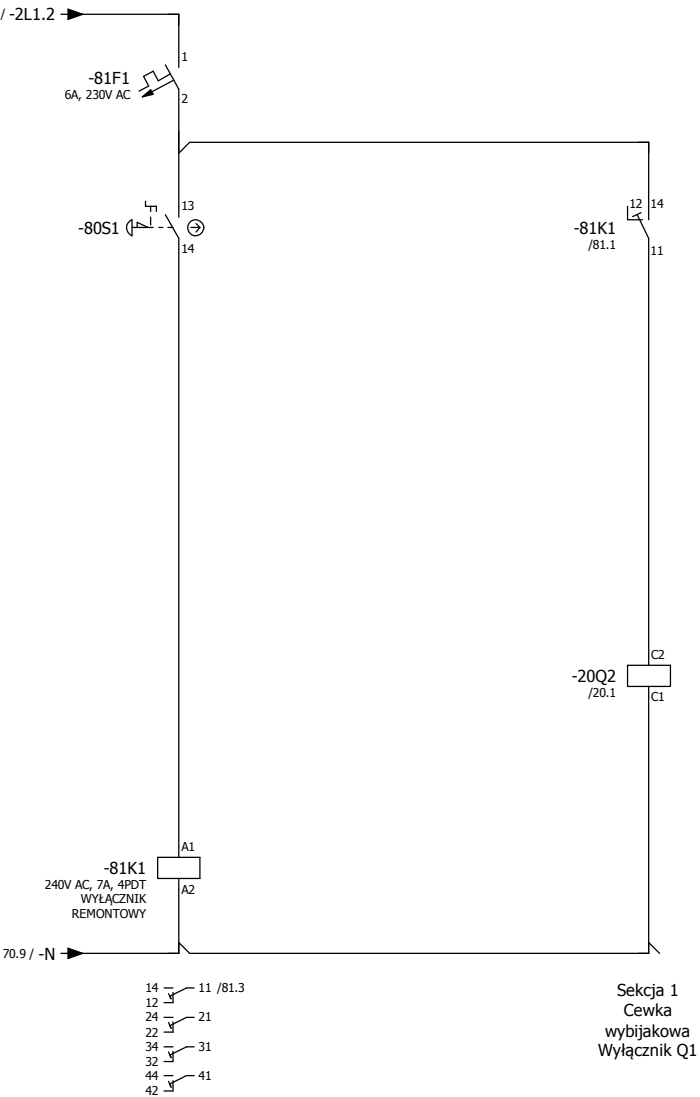 / -2L1.2
1
-81F1
6A, 230V AC
2
13
-80S1
14
12 14
-81K1
/81.1
11
C2
-20Q2
/20.1
C1
A1
-81K1
240V AC, 7A, 4PDT
A2
WYŁĄCZNIK
REMONTOWY
70.9 / -N
14 11 /81.3
12
24 21
22
34 31
32
44 41
42
Sekcja 1
Cewka
wybijakowa
Wyłącznik Q1